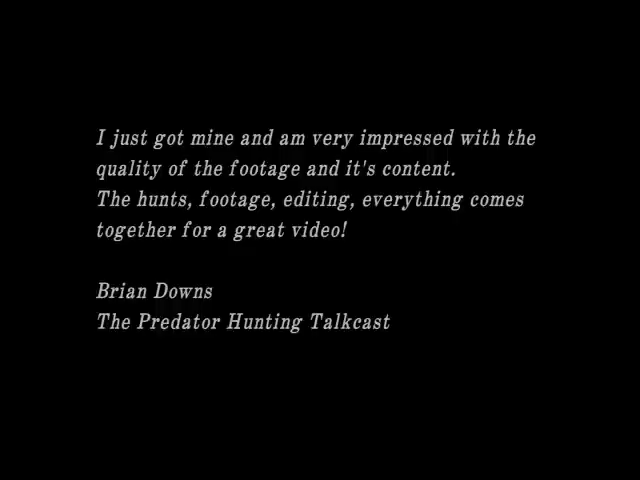 I just got mine and am very impressed with the
quality of the footage and it's content.
The hunts, footage, editing, everything comes
together for a great video!
Brian Downs
The Predator Hunting Talkcast